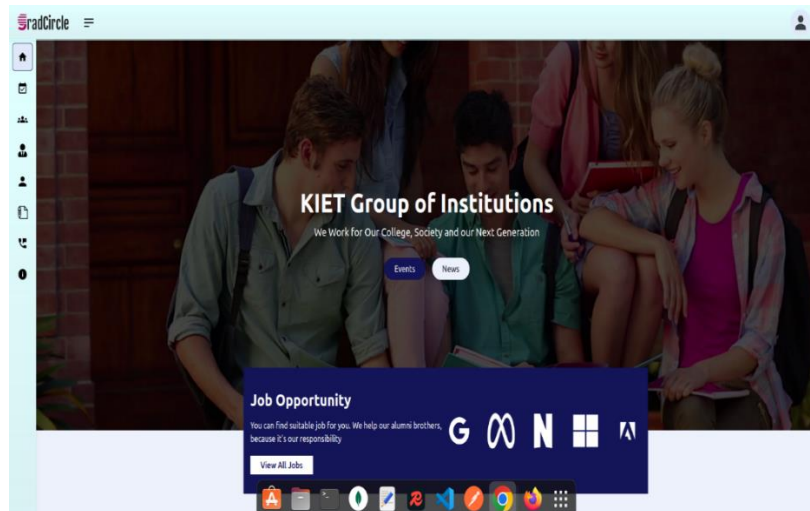 GradCircle
KIET Group of Institutions
We Work for Our College, Society and our Next Generation
Events
News
Job Opportunity
You can find suitable job for you. We help our alumni brothers,
because it's our responsibility
View All Jobs